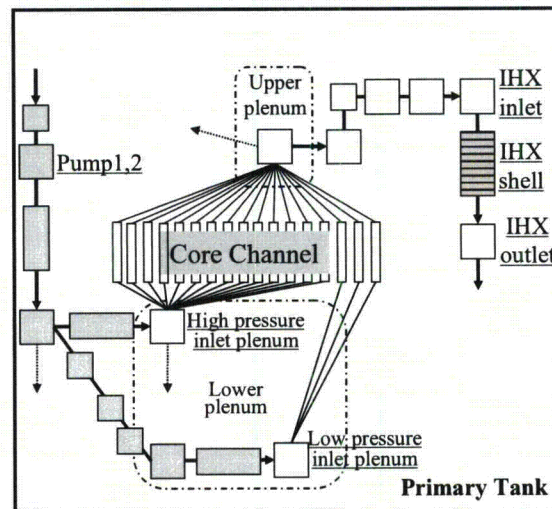 Upper
plenum
IHX
inlet
Pump1,2
IHX
shell
Core Channel
IHX
outlet
High pressure
inlet plenum
Lower
plenum
Low pressure
inlet plenum
Primary Tank